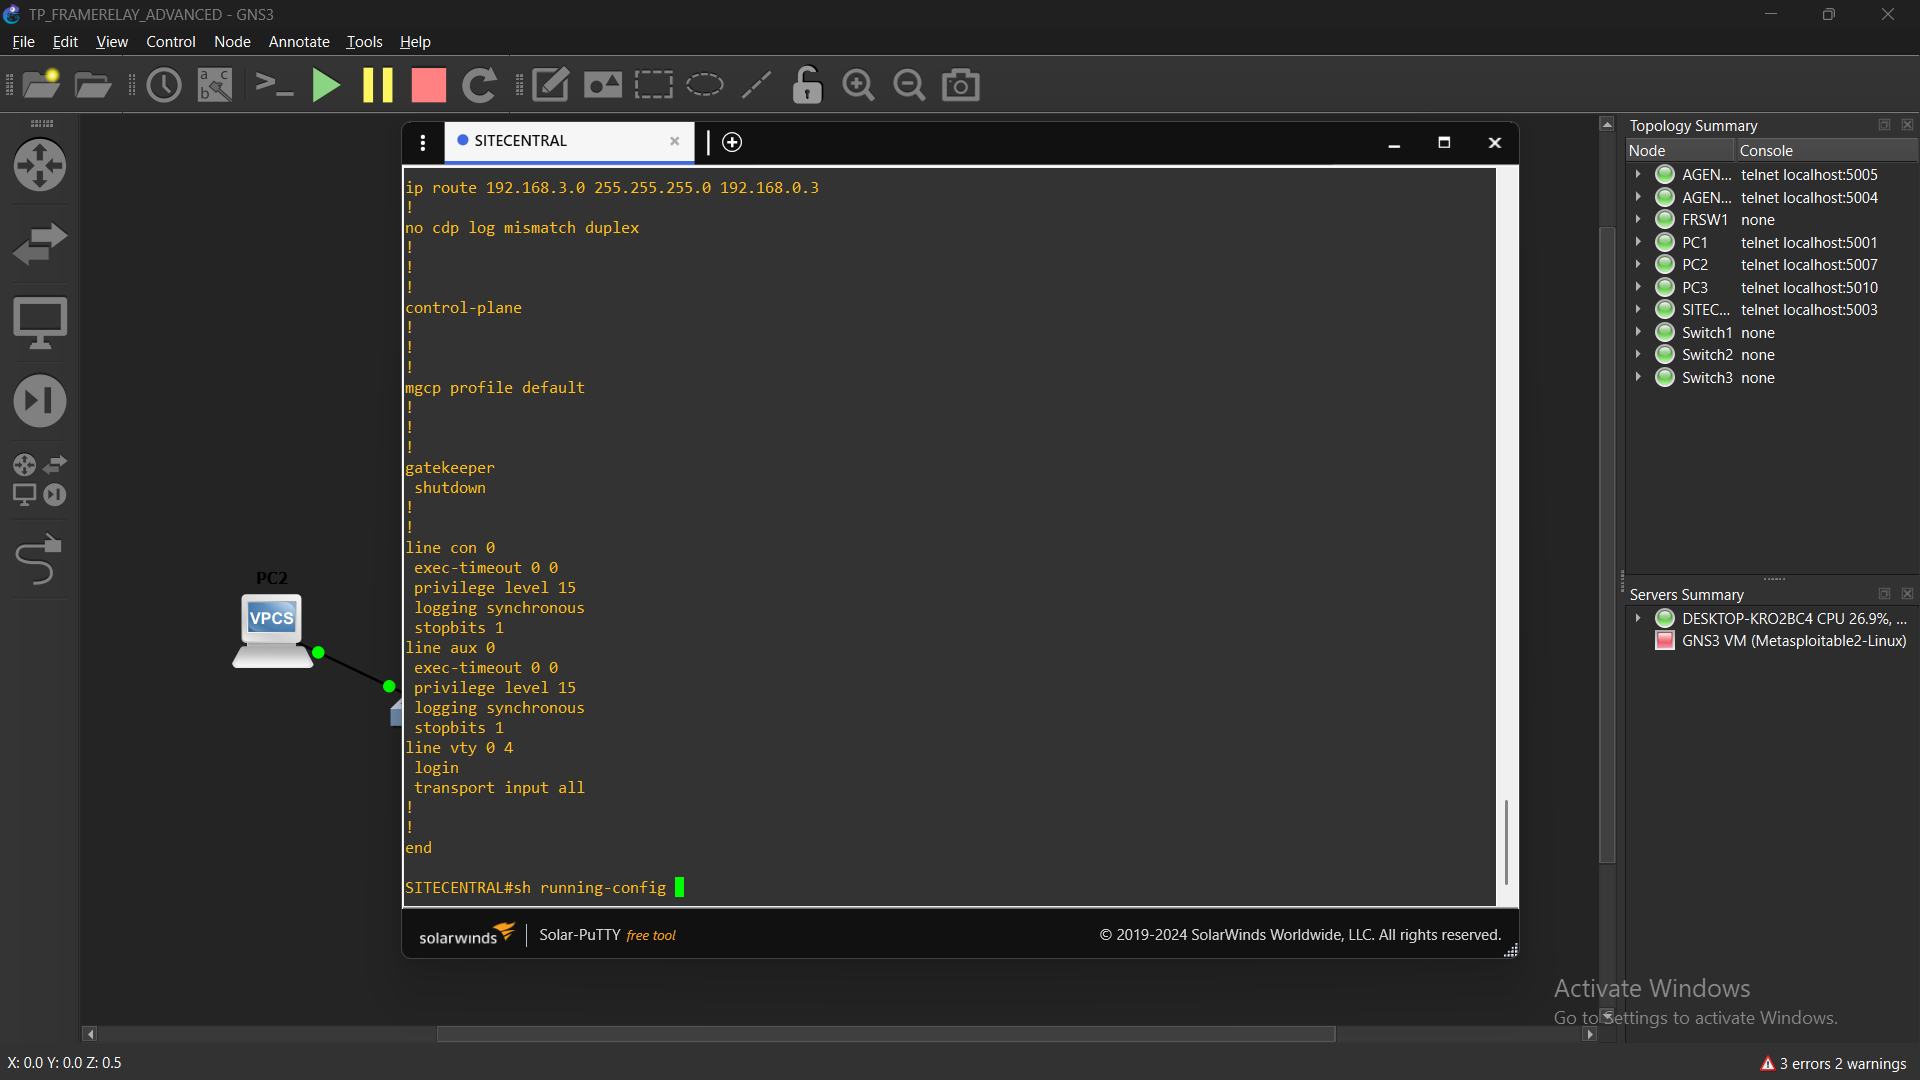 TP_FRAMERELAY_ADVANCED - GNS3
File Edit View Control Node Annotate Tools Help
SITECENTRAL
ip route 192.168.3.0 255.255.255.0 192.168.0.3
!
no cdp log mismatch duplex
!
!
!
control-plane
!
!
!
mgcp profile default
!
!
!
gatekeeper
shutdown
!
!
line con 0
exec-timeout 0 0
privilege level 15
logging synchronous
stopbits 1
line aux 0
exec-timeout 0 0
privilege level 15
logging synchronous
stopbits 1
line vty 0 4
login
transport input all
!
!
end
SITECENTRAL#sh running-config
solarwinds
Solar-PuTTY free tool
© 2019-2024 SolarWinds Worldwide, LLC. All rights reserved.
PC2
VPCS
Topology Summary
Node Console
AGEN... telnet localhost:5005
AGEN... telnet localhost:5004
FRSW1 none
PC1 telnet localhost:5001
PC2 telnet localhost:5007
PC3 telnet localhost:5010
SITEC... telnet localhost:5003
Switch1 none
Switch2 none
Switch3 none
Servers Summary
DESKTOP-KRO2BC4 CPU 26.9%, ...
GNS3 VM (Metasploitable2-Linux)
Activate Windows
Go to Settings to activate Windows.
X: 0.0 Y: 0.0 Z: 0.5
3 errors 2 warnings